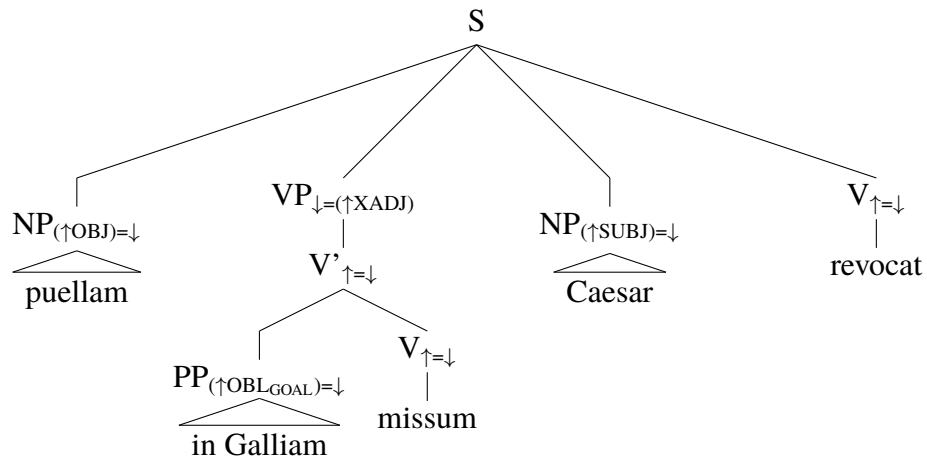 S
NP(↑OBJ)=↓ VP↓=(↑XADJ) NP(↑SUBJ)=↓ V↑=↓
puellam V’↑=↓ Caesar revocat
PP(↑OBLGOAL)=↓ V↑=↓
in Galliam missum